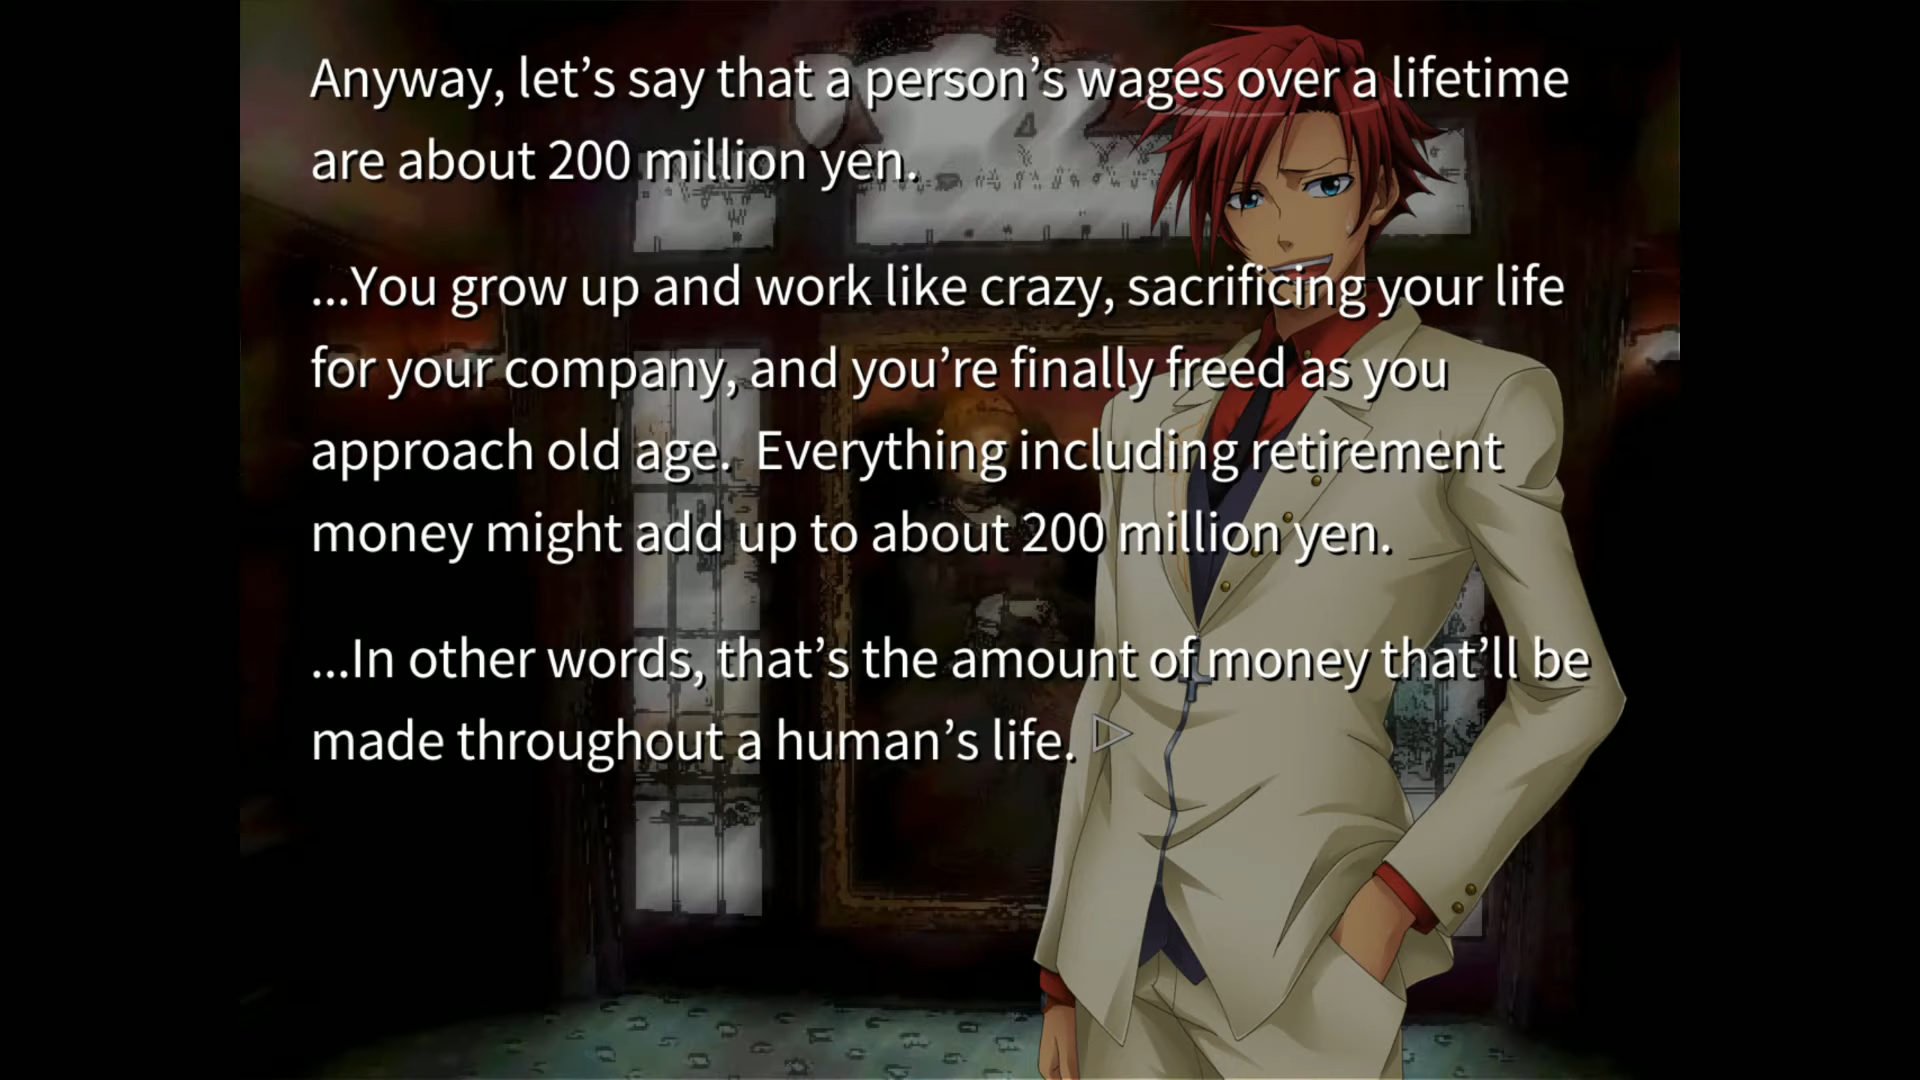 Anyway, let’s say that a person’s wages over a lifetime
are about 200 million yen.
...You grow up and work like crazy, sacrificing your life
for your company, and you’re finally freed as you
approach old age.  Everything including retirement
money might add up to about 200 million yen.
...In other words, that’s the amount of money that’ll be
made throughout a human’s life.